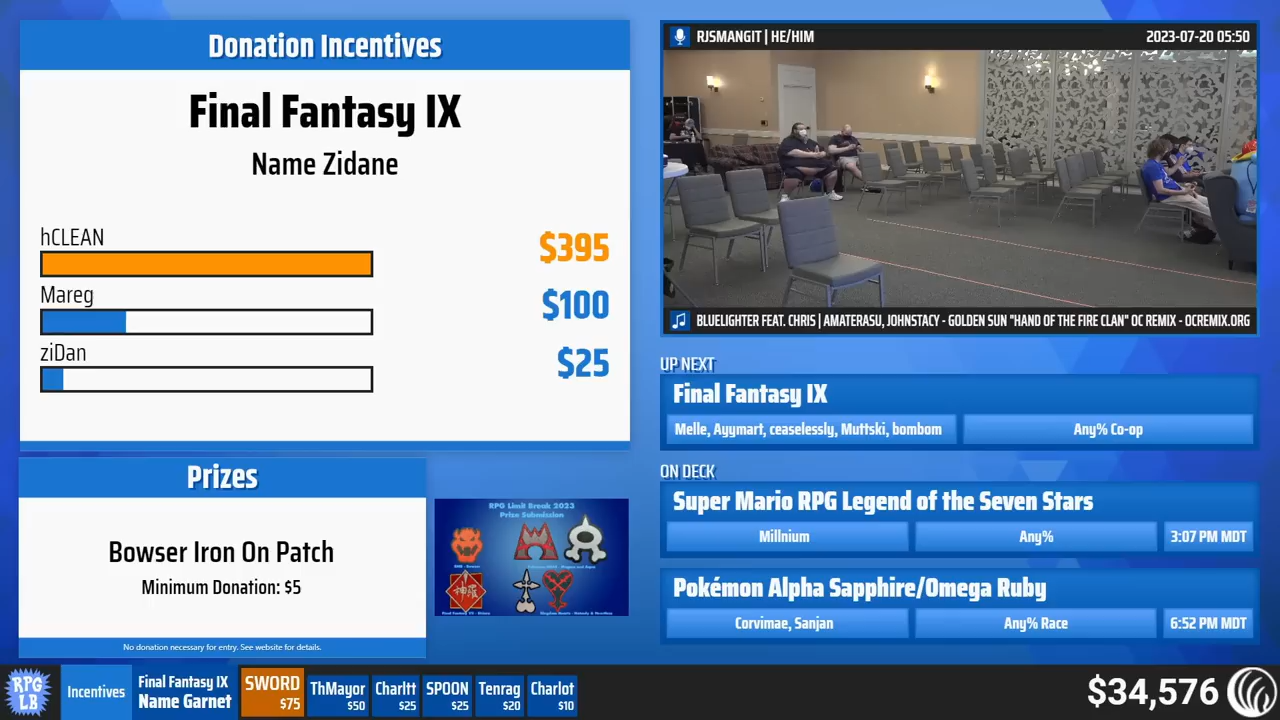 Donation Incentives
Final Fantasy IX
Name Zidane
hCLEAN
$395
Mareg
$100
ziDan
$25
Prizes
Bowser Iron On Patch
Minimum Donation: $5
No donation necessary for entry. See website for details.
RPG Limit Break 2023
Prize Submission
RJSMANGIT | HE/HIM
2023-07-20 05:50
BLUELIGHTER FEAT. CHRIS | AMATERASU, JOHNSTACY - GOLDEN SUN "HAND OF THE FIRE CLAN" OC REMIX - OCREMIX.ORG
UP NEXT
Final Fantasy IX
Melle, Ayymart, ceaselessly, Muttski, bombom
Any% Co-op
ON DECK
Super Mario RPG Legend of the Seven Stars
Millnium
Any%
3:07 PM MDT
Pokémon Alpha Sapphire/Omega Ruby
Corvimae, Sanjan
Any% Race
6:52 PM MDT
RPG
LB
Incentives
Final Fantasy IX
Name Garnet
SWORD
$75
ThMayor
$50
Charltt
$25
SPOON
$25
Tenrag
$20
Charlot
$10
$34,576